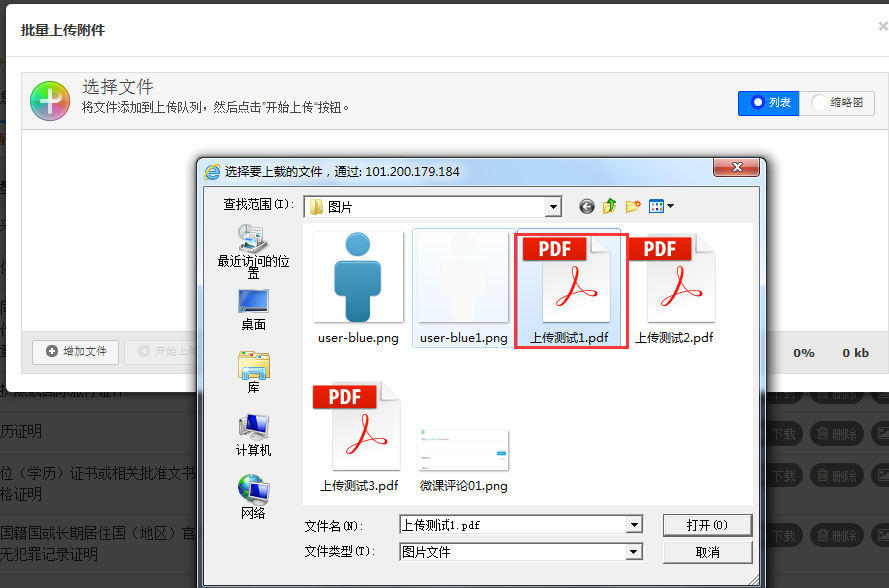 批量上传附件
选择文件
将文件添加到上传队列，然后点击"开始上传"按钮。
列表 缩略图
选择要上载的文件，通过: 101.200.179.184
查找范围(I): 图片
最近访问的位置
桌面
库
计算机
网络
PDF
user-blue.png
user-blue1.png
PDF
上传测试1.pdf
PDF
上传测试2.pdf
上传测试3.pdf
微课评论01.png
增加文件 开始上传
0% 0 kb
文件名(N): 上传测试1.pdf 打开(O)
文件类型(T): 图片文件 取消
历证明
下载 删除
位（学历）证书或相关批准文书
格证明
下载 删除
国籍国或长期居住国（地区）官
无犯罪记录证明
下载 删除